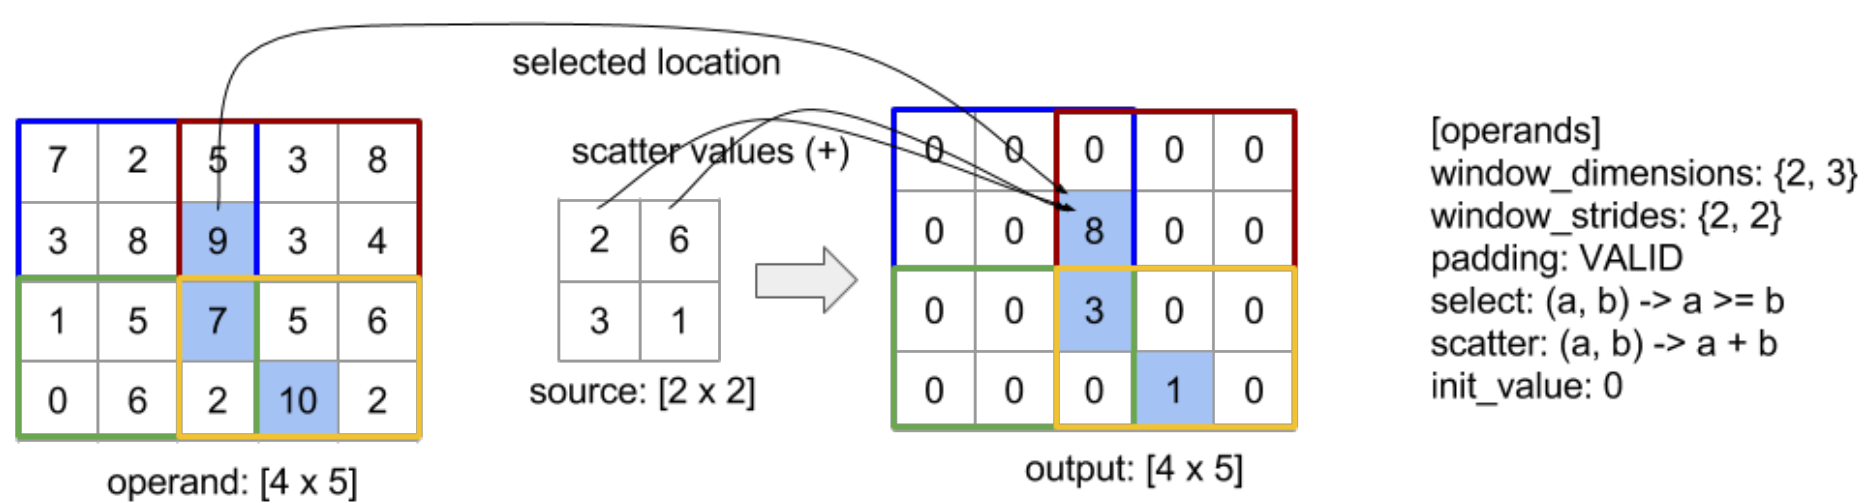 selected location
scatter values (+)
7 2 5 3 8
3 8 9 3 4
1 5 7 5 6
0 6 2 10 2
operand: [4 x 5]
2 6
3 1
source: [2 x 2]
0 0 0 0 0
0 0 8 0 0
0 0 3 0 0
0 0 0 1 0
output: [4 x 5]
[operands]
window_dimensions: {2, 3}
window_strides: {2, 2}
padding: VALID
select: (a, b) -> a >= b
scatter: (a, b) -> a + b
init_value: 0